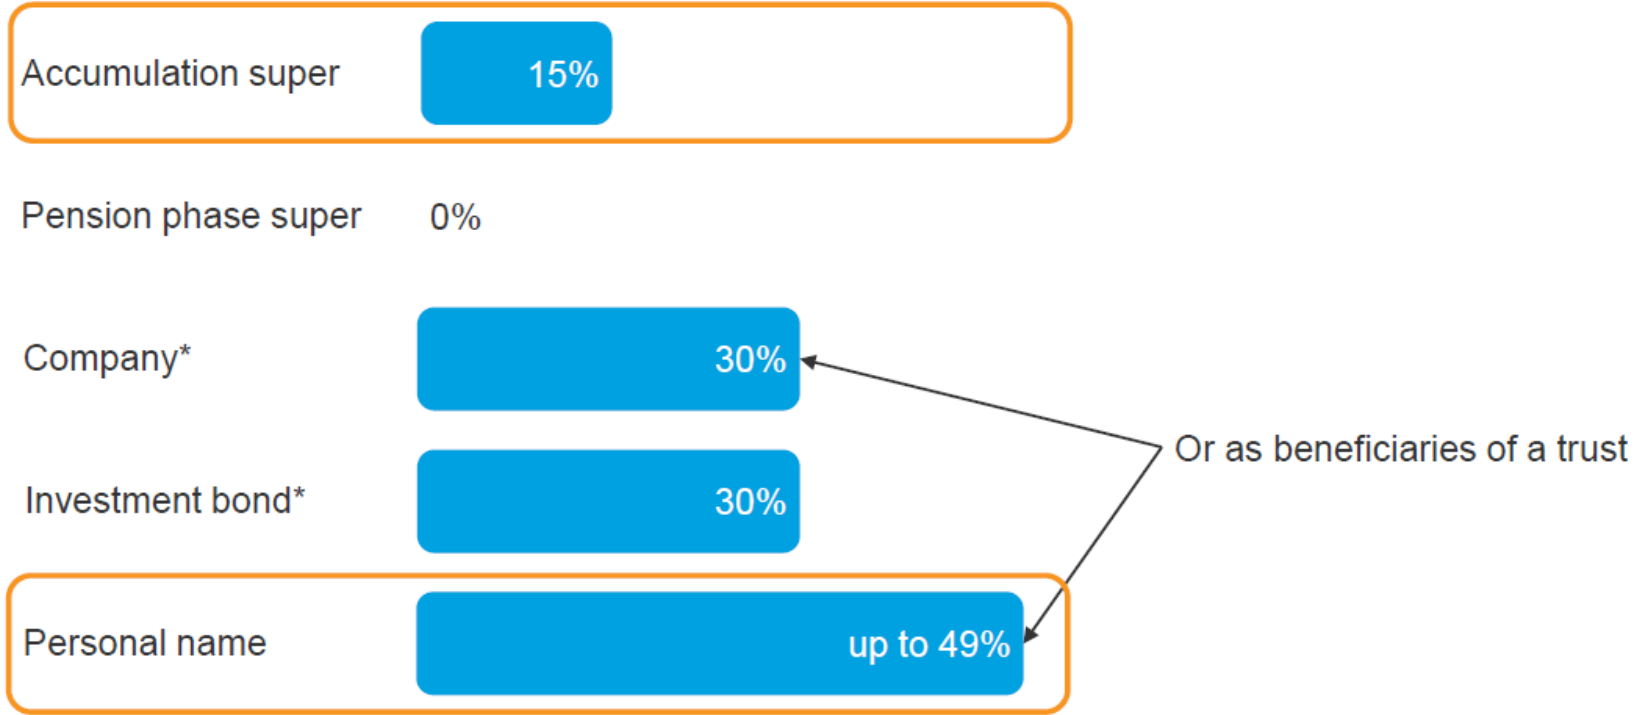 Accumulation super 15%
Pension phase super 0%
Company* 30%
Or as beneficiaries of a trust
Investment bond* 30%
Personal name up to 49%